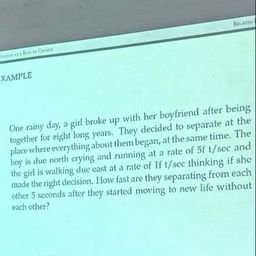 RELATED
AS A RATE OF CHANGE
XAMPLE
One rainy day, a girl broke up with her boyfriend after being
together for eight long years. They decided to separate at the
place where everything about them began, at the same time. The
boy is due north crying and running at a rate of 5f t/sec and
the girl is walking due east at a rate of 1f t/sec thinking if she
made the right decision. How fast are they separating from each
other 5 seconds after they started moving to new life without
each other?